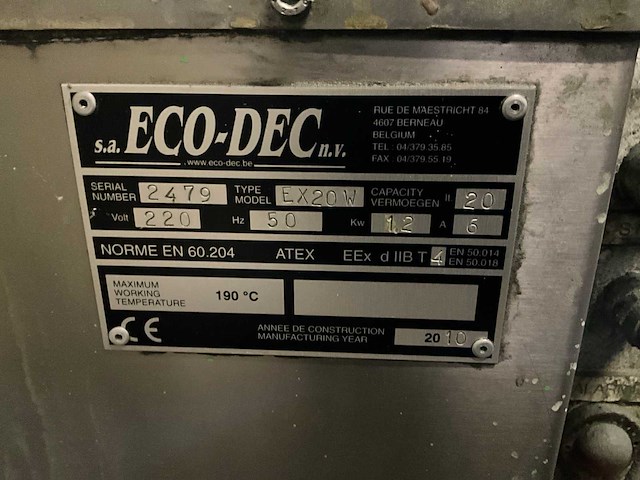 s.a. ECO-DEC n.v.
www.eco-dec.be
RUE DE MAESTRICHT 84
4607 BERNEAU
BELGIUM
TEL : 04/379.35.85
FAX : 04/379.55.19
SERIAL NUMBER 2479 TYPE MODEL EX20W CAPACITY VERMOEGEN 20
Volt 220 Hz 50 Kw 1,2 A 6
NORME EN 60.204 ATEX EEx d IIB T 4 EN 50.014 EN 50.018
MAXIMUM
WORKING
TEMPERATURE
190 °C
CE
ANNEE DE CONSTRUCTION
MANUFACTURING YEAR
2010